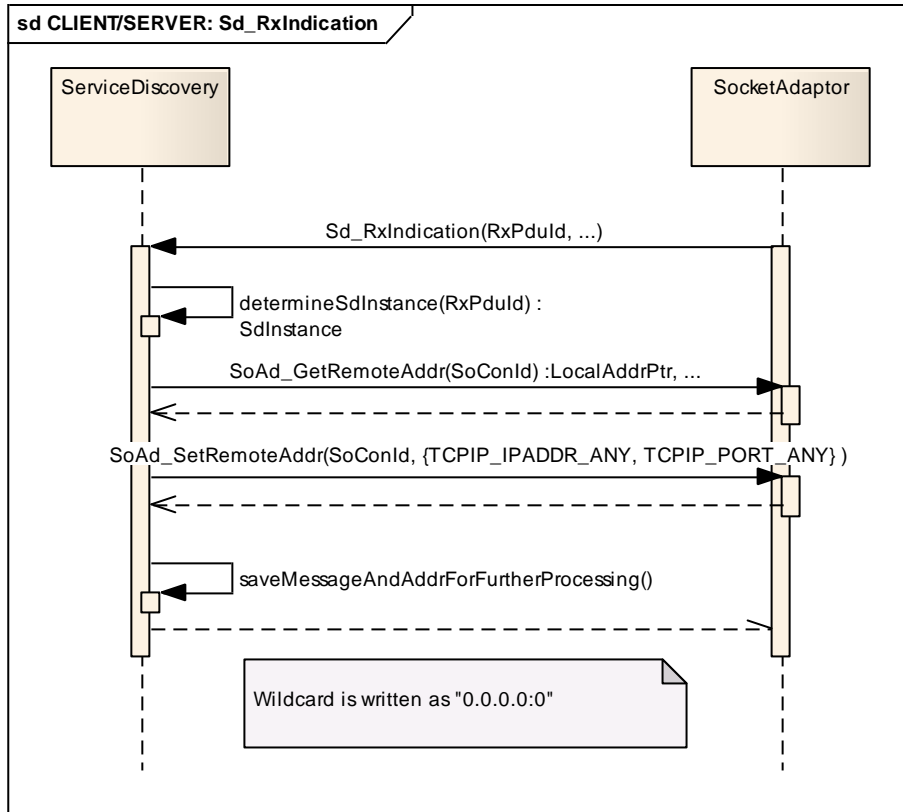 sd CLIENT/SERVER: Sd_RxIndication
ServiceDiscovery
SocketAdaptor
Sd_RxIndication(RxPduId, ...)
determineSdInstance(RxPduId) :
SdInstance
SoAd_GetRemoteAddr(SoConId) :LocalAddrPtr, ...
SoAd_SetRemoteAddr(SoConId, {TCPIP_IPADDR_ANY, TCPIP_PORT_ANY} )
saveMessageAndAddrForFurtherProcessing()
Wildcard is written as "0.0.0.0:0"